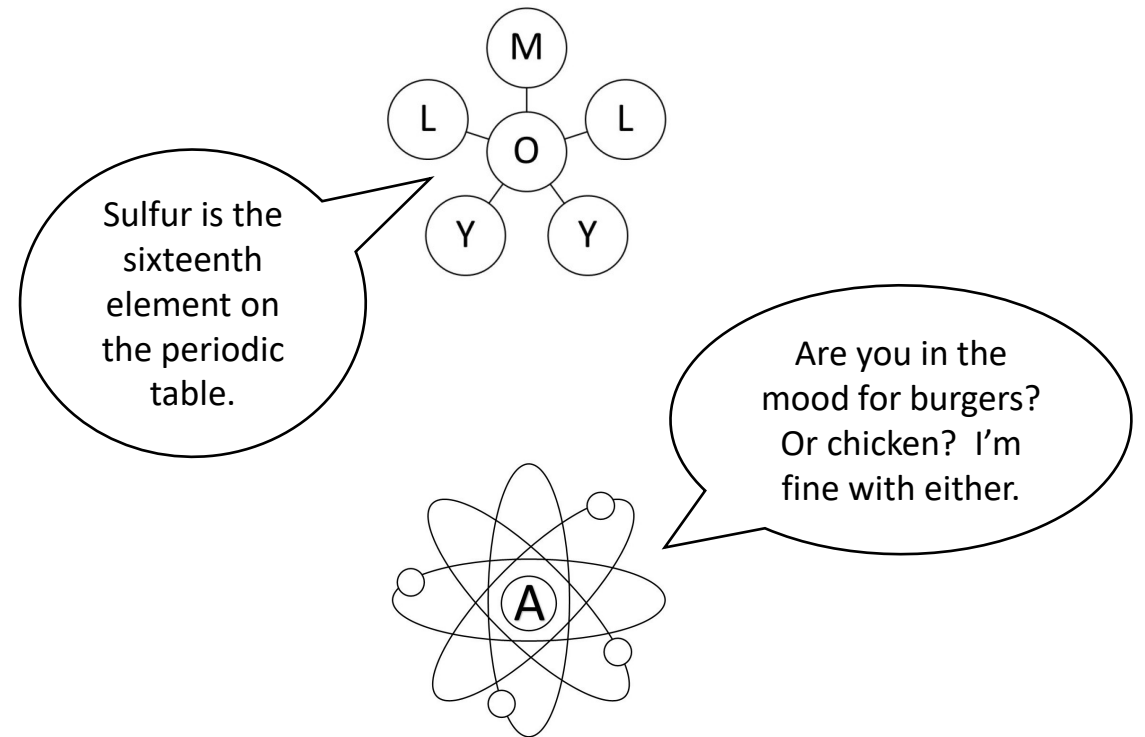 M
L L
O
Y Y
Sulfur is the
sixteenth
element on
the periodic
table.
Are you in the
mood for burgers?
Or chicken?  I’m
fine with either.
A